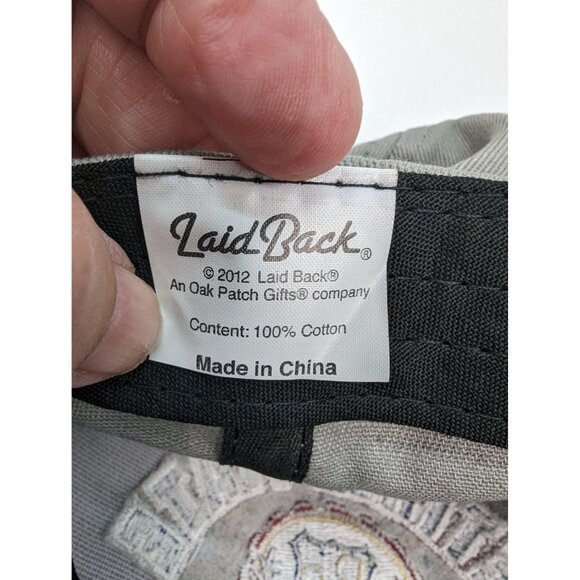 Laid Back®
© 2012 Laid Back®
An Oak Patch Gifts® company
Content: 100% Cotton
Made in China